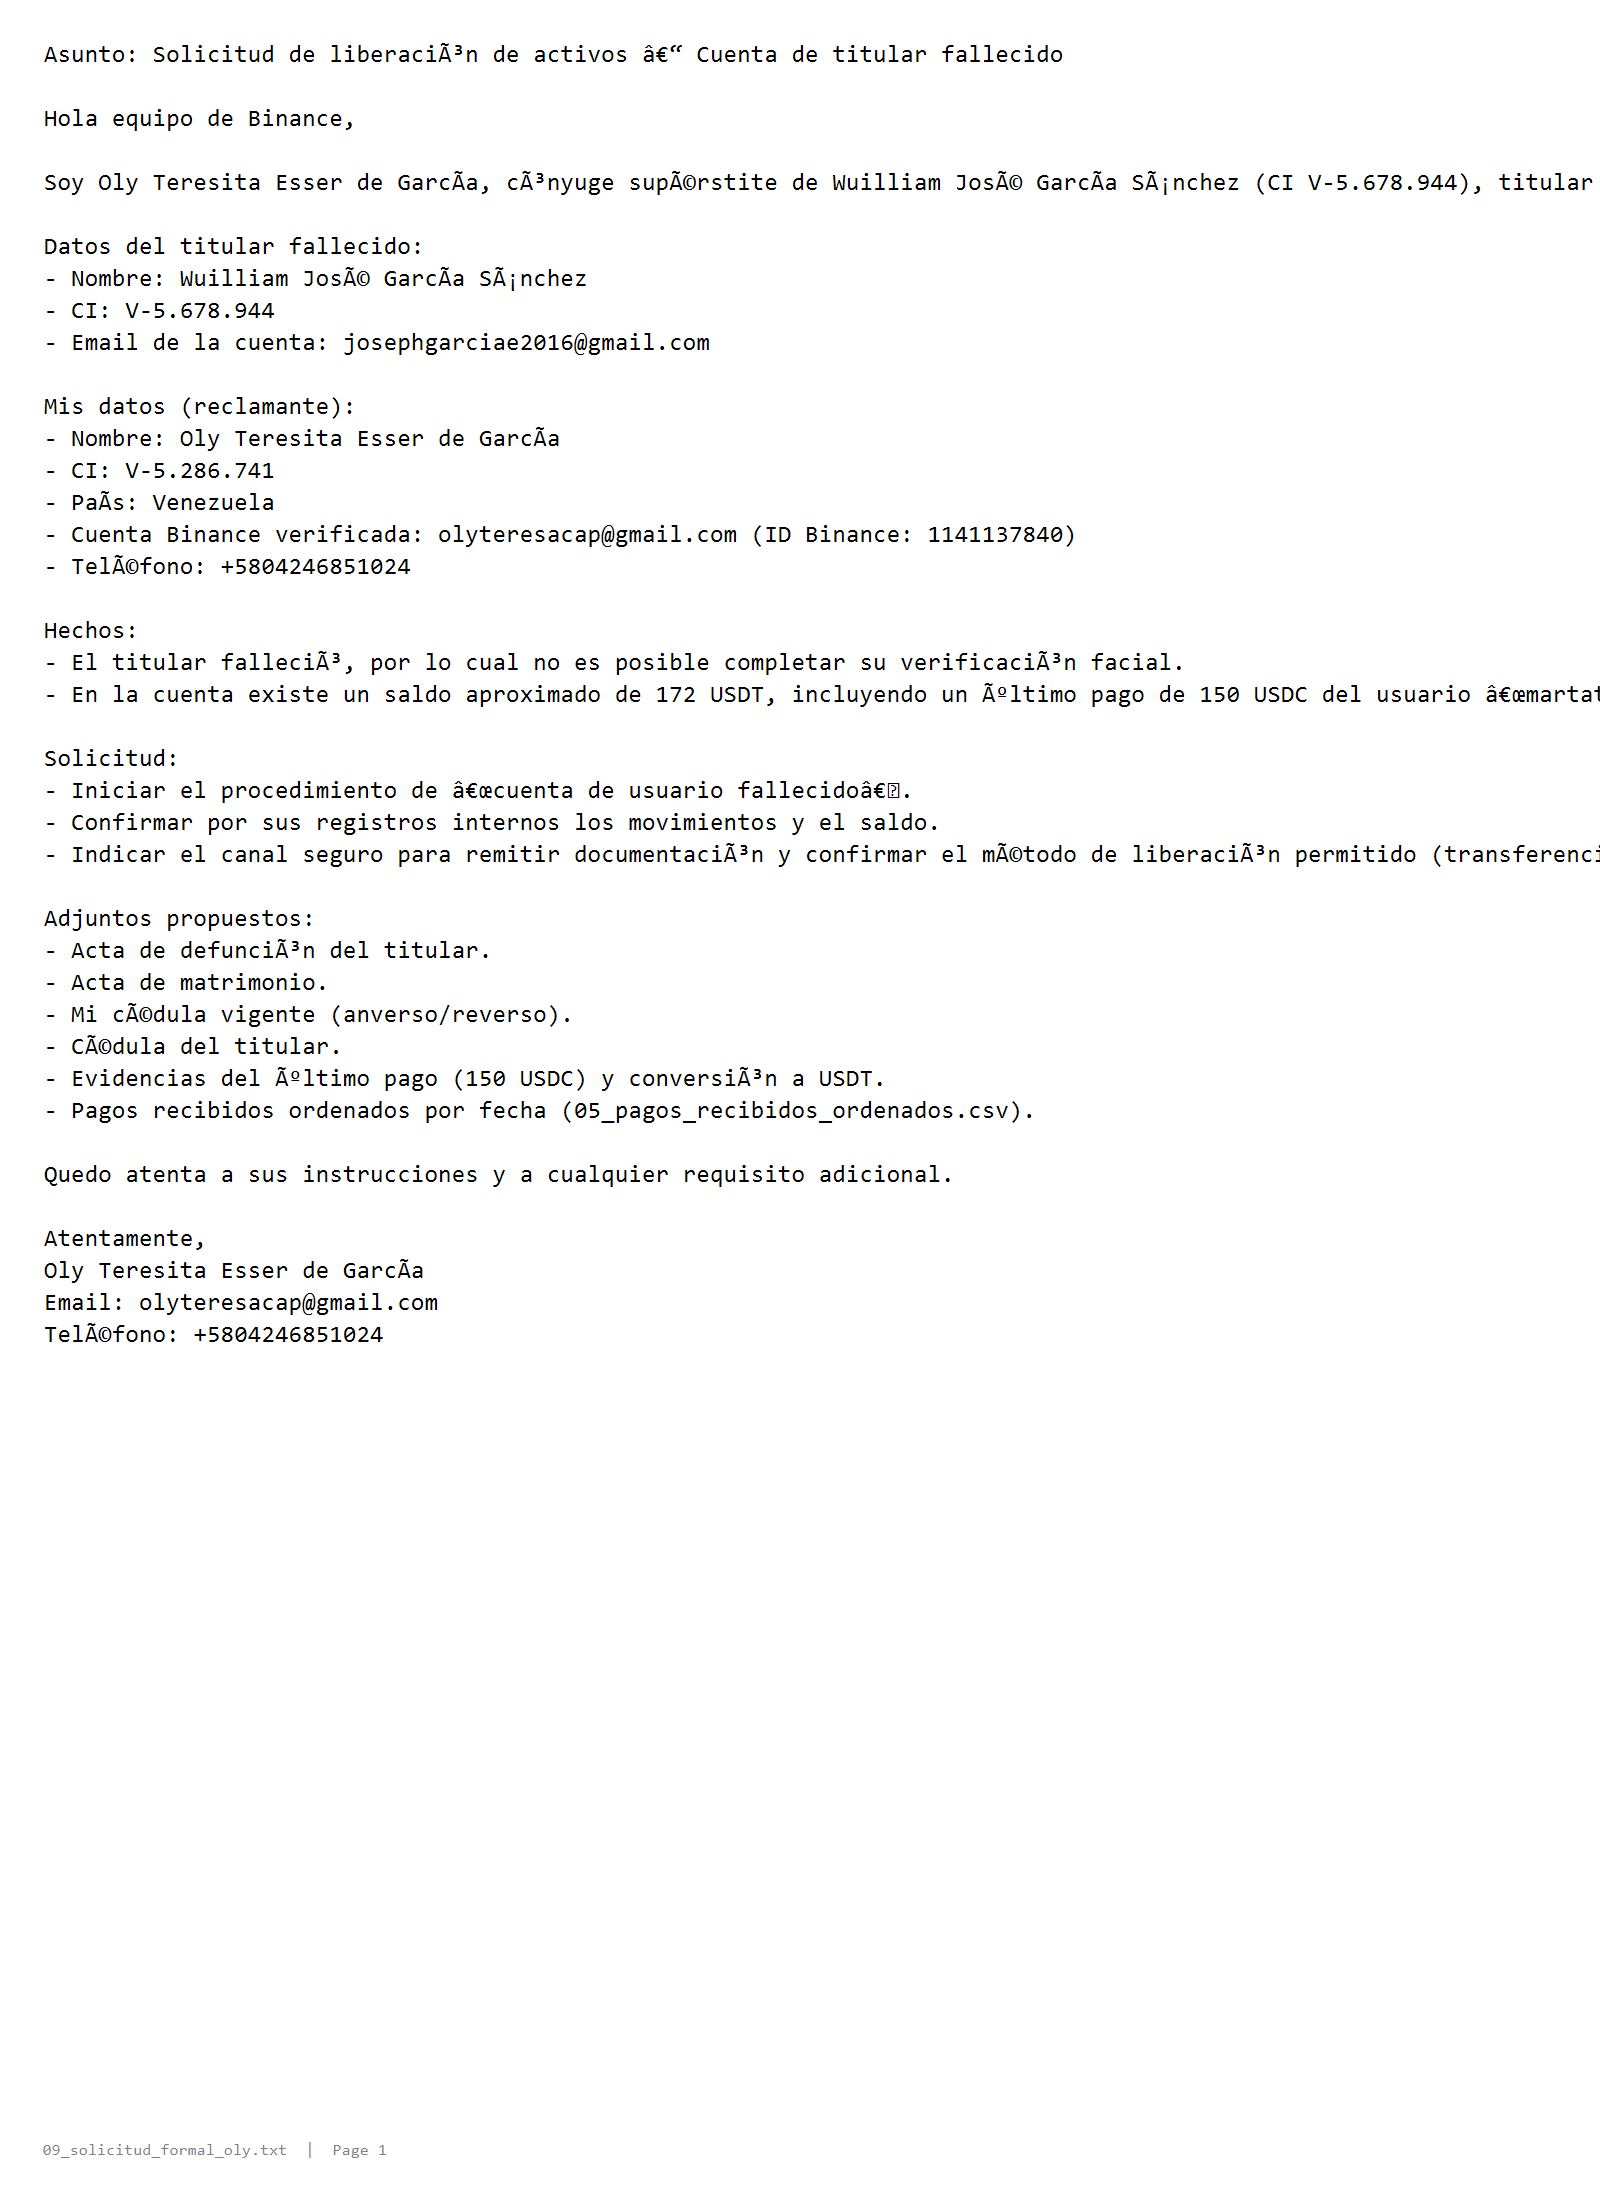 Asunto: Solicitud de liberaciÃ³n de activos â€“ Cuenta de titular fallecido
Hola equipo de Binance,
Soy Oly Teresita Esser de GarcÃa, cÃ³nyuge supÃ©rstite de Wuilliam JosÃ© GarcÃa SÃ¡nchez (CI V-5.678.944), titular
Datos del titular fallecido:
- Nombre: Wuilliam JosÃ© GarcÃa SÃ¡nchez
- CI: V-5.678.944
- Email de la cuenta: josephgarciae2016@gmail.com
Mis datos (reclamante):
- Nombre: Oly Teresita Esser de GarcÃa
- CI: V-5.286.741
- PaÃs: Venezuela
- Cuenta Binance verificada: olyteresacap@gmail.com (ID Binance: 1141137840)
- TelÃ©fono: +5804246851024
Hechos:
- El titular falleciÃ³, por lo cual no es posible completar su verificaciÃ³n facial.
- En la cuenta existe un saldo aproximado de 172 USDT, incluyendo un Ãºltimo pago de 150 USDC del usuario â€œmartat
Solicitud:
- Iniciar el procedimiento de â€œcuenta de usuario fallecidoâ€�.
- Confirmar por sus registros internos los movimientos y el saldo.
- Indicar el canal seguro para remitir documentaciÃ³n y confirmar el mÃ©todo de liberaciÃ³n permitido (transferenci
Adjuntos propuestos:
- Acta de defunciÃ³n del titular.
- Acta de matrimonio.
- Mi cÃ©dula vigente (anverso/reverso).
- CÃ©dula del titular.
- Evidencias del Ãºltimo pago (150 USDC) y conversiÃ³n a USDT.
- Pagos recibidos ordenados por fecha (05_pagos_recibidos_ordenados.csv).
Quedo atenta a sus instrucciones y a cualquier requisito adicional.
Atentamente,
Oly Teresita Esser de GarcÃa
Email: olyteresacap@gmail.com
TelÃ©fono: +5804246851024
09_solicitud_formal_oly.txt | Page 1